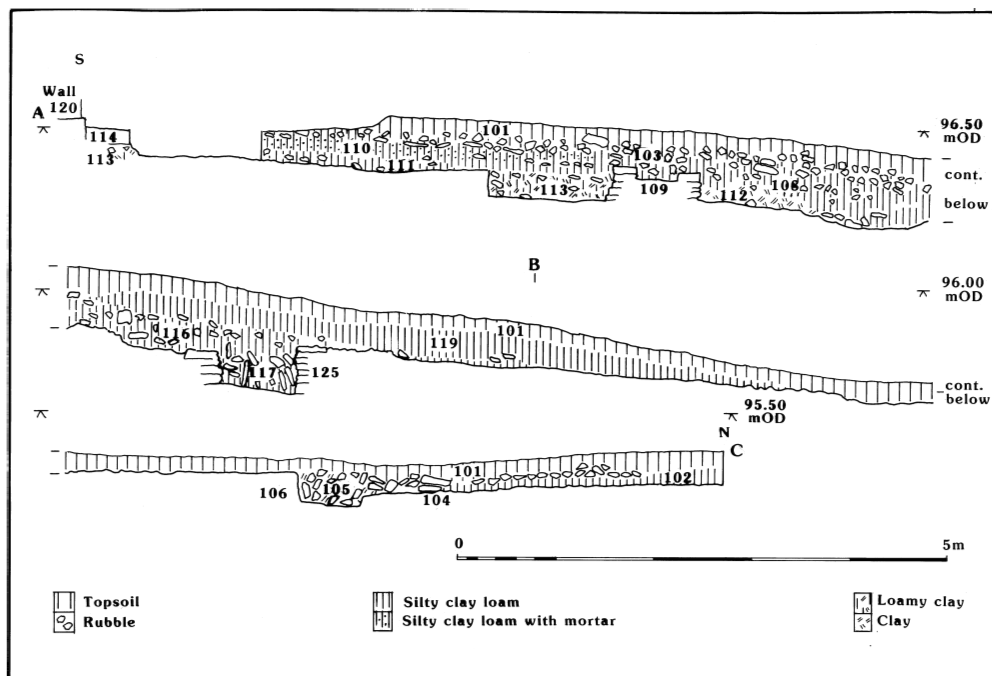 S
Wall
A 120
114
113
101
110
111
113
103
109
112
108
96.50
mOD
cont.
below
B
96.00
mOD
101
119
116
117
125
cont.
below
95.50
mOD
N
C
101
102
106
105
104
0 5m
Topsoil
Rubble
Silty clay loam
Silty clay loam with mortar
Loamy clay
Clay